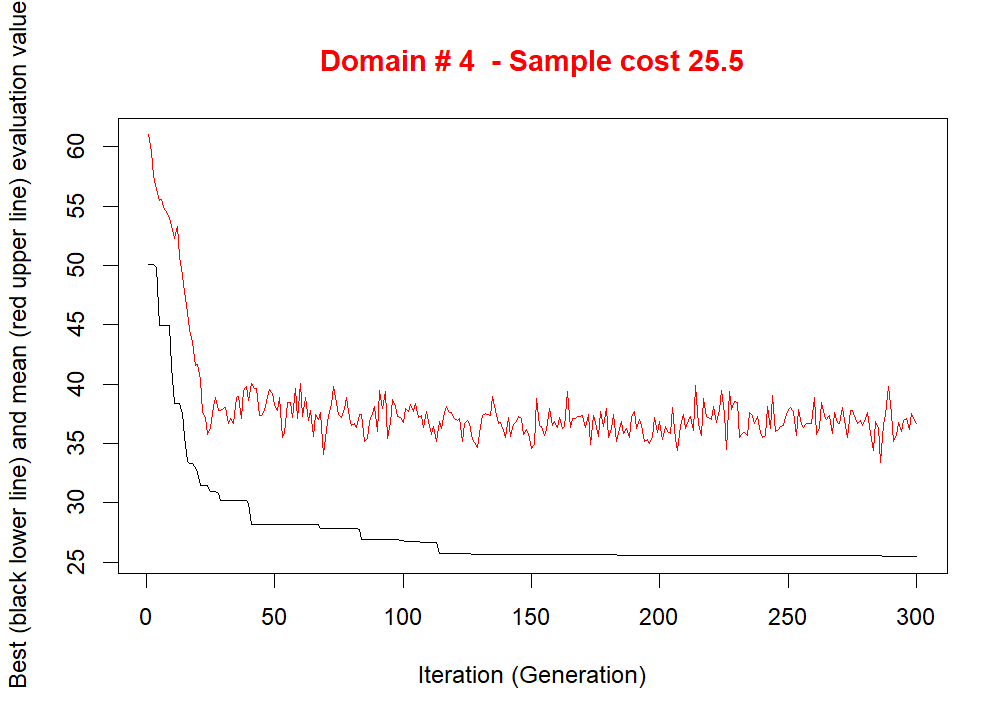 Domain # 4  - Sample cost 25.5
Best (black lower line) and mean (red upper line) evaluation value
60
55
50
45
40
35
30
25
0 50 100 150 200 250 300
Iteration (Generation)